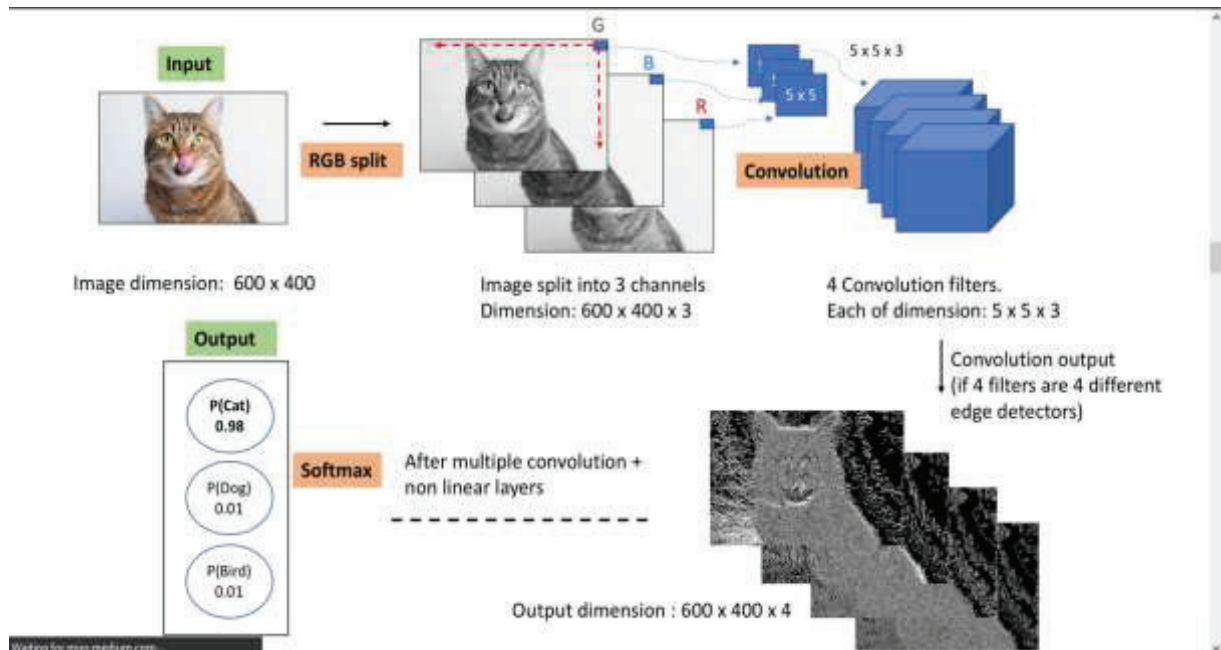 Input
RGB split
G
B
R
5 x 5
5 x 5 x 3
Convolution
Image dimension: 600 x 400
Image split into 3 channels
Dimension: 600 x 400 x 3
4 Convolution filters.
Each of dimension: 5 x 5 x 3
Convolution output
(if 4 filters are 4 different
edge detectors)
Output dimension : 600 x 400 x 4
After multiple convolution +
non linear layers
Softmax
Output
P(Cat)
0.98
P(Dog)
0.01
P(Bird)
0.01